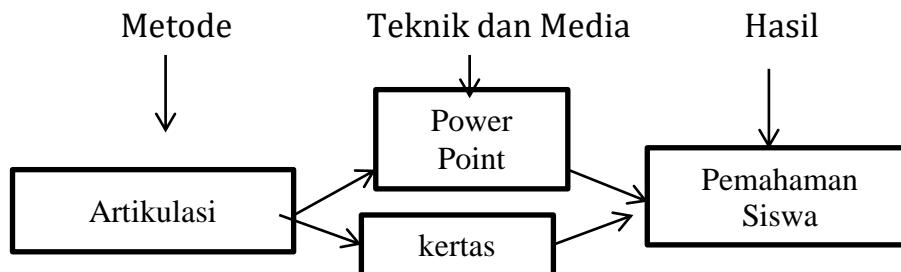 Metode Teknik dan Media Hasil
Power
Point
Artikulasi
Pemahaman
Siswa
kertas